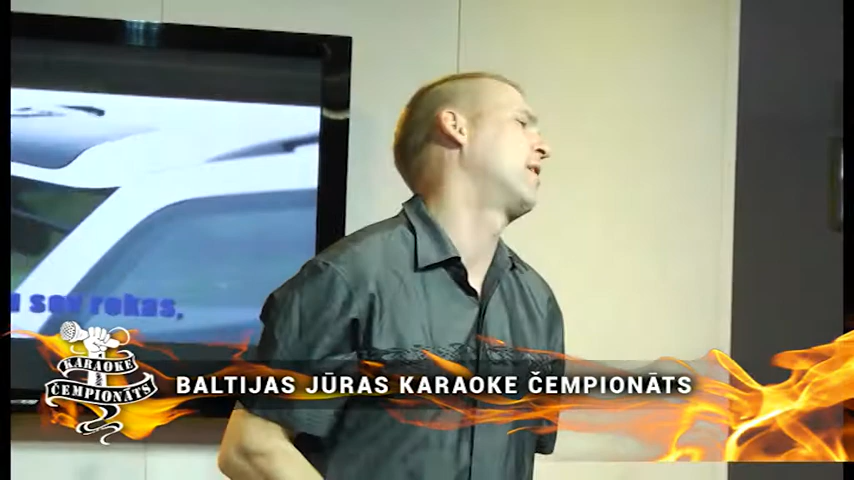 sev rokas,
KARAOKE
ČEMPIONĀTS
BALTIJAS JŪRAS KARAOKE ČEMPIONĀTS